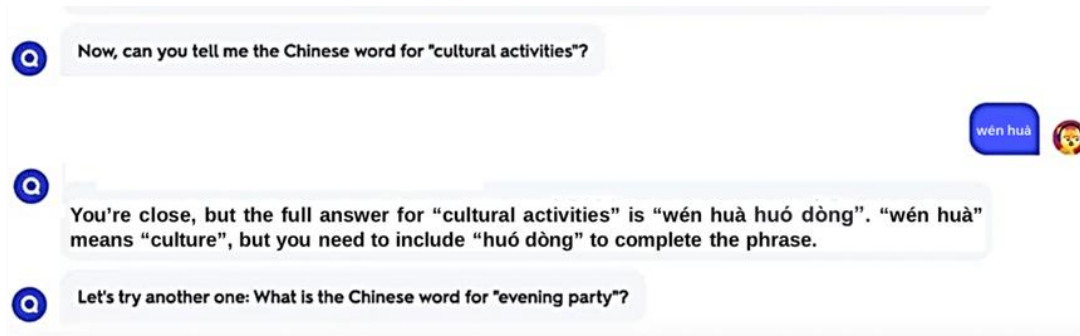 Now, can you tell me the Chinese word for "cultural activities"?
wén huà
You're close, but the full answer for “cultural activities” is “wén huà huó dòng”. “wén huà”
means “culture”, but you need to include “huó dòng” to complete the phrase.
Let's try another one: What is the Chinese word for "evening party"?